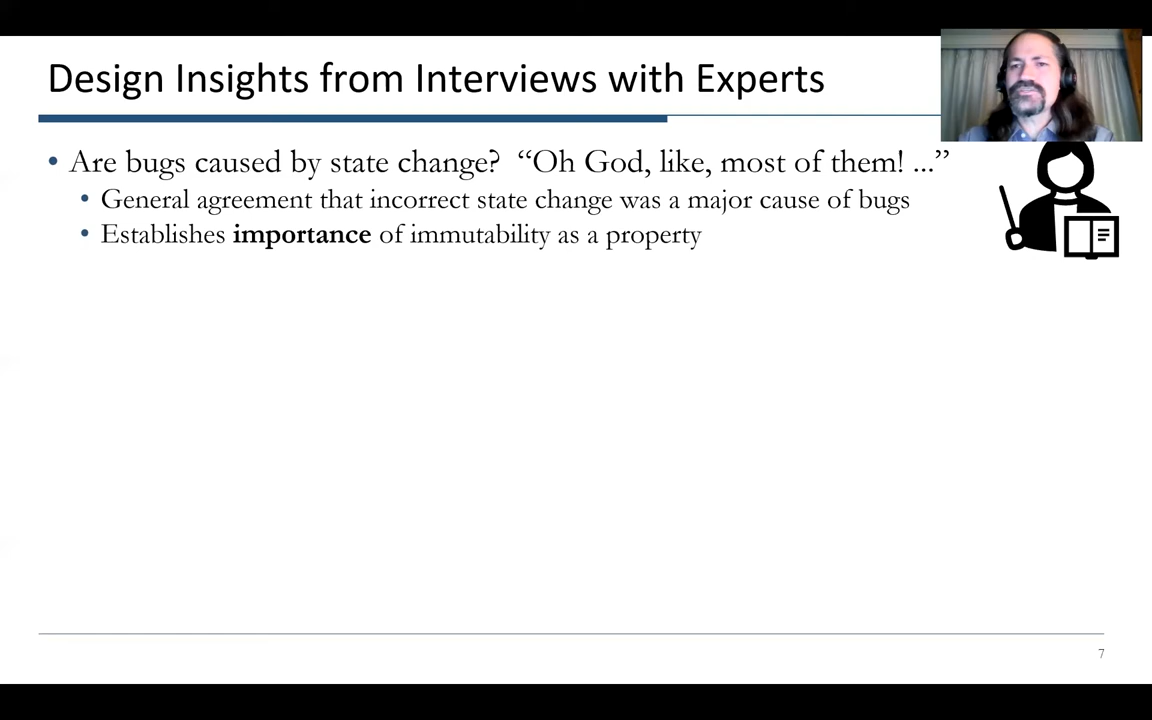 Design Insights from Interviews with Experts
• Are bugs caused by state change? “Oh God, like, most of them! ...”
• General agreement that incorrect state change was a major cause of bugs
• Establishes importance of immutability as a property
7